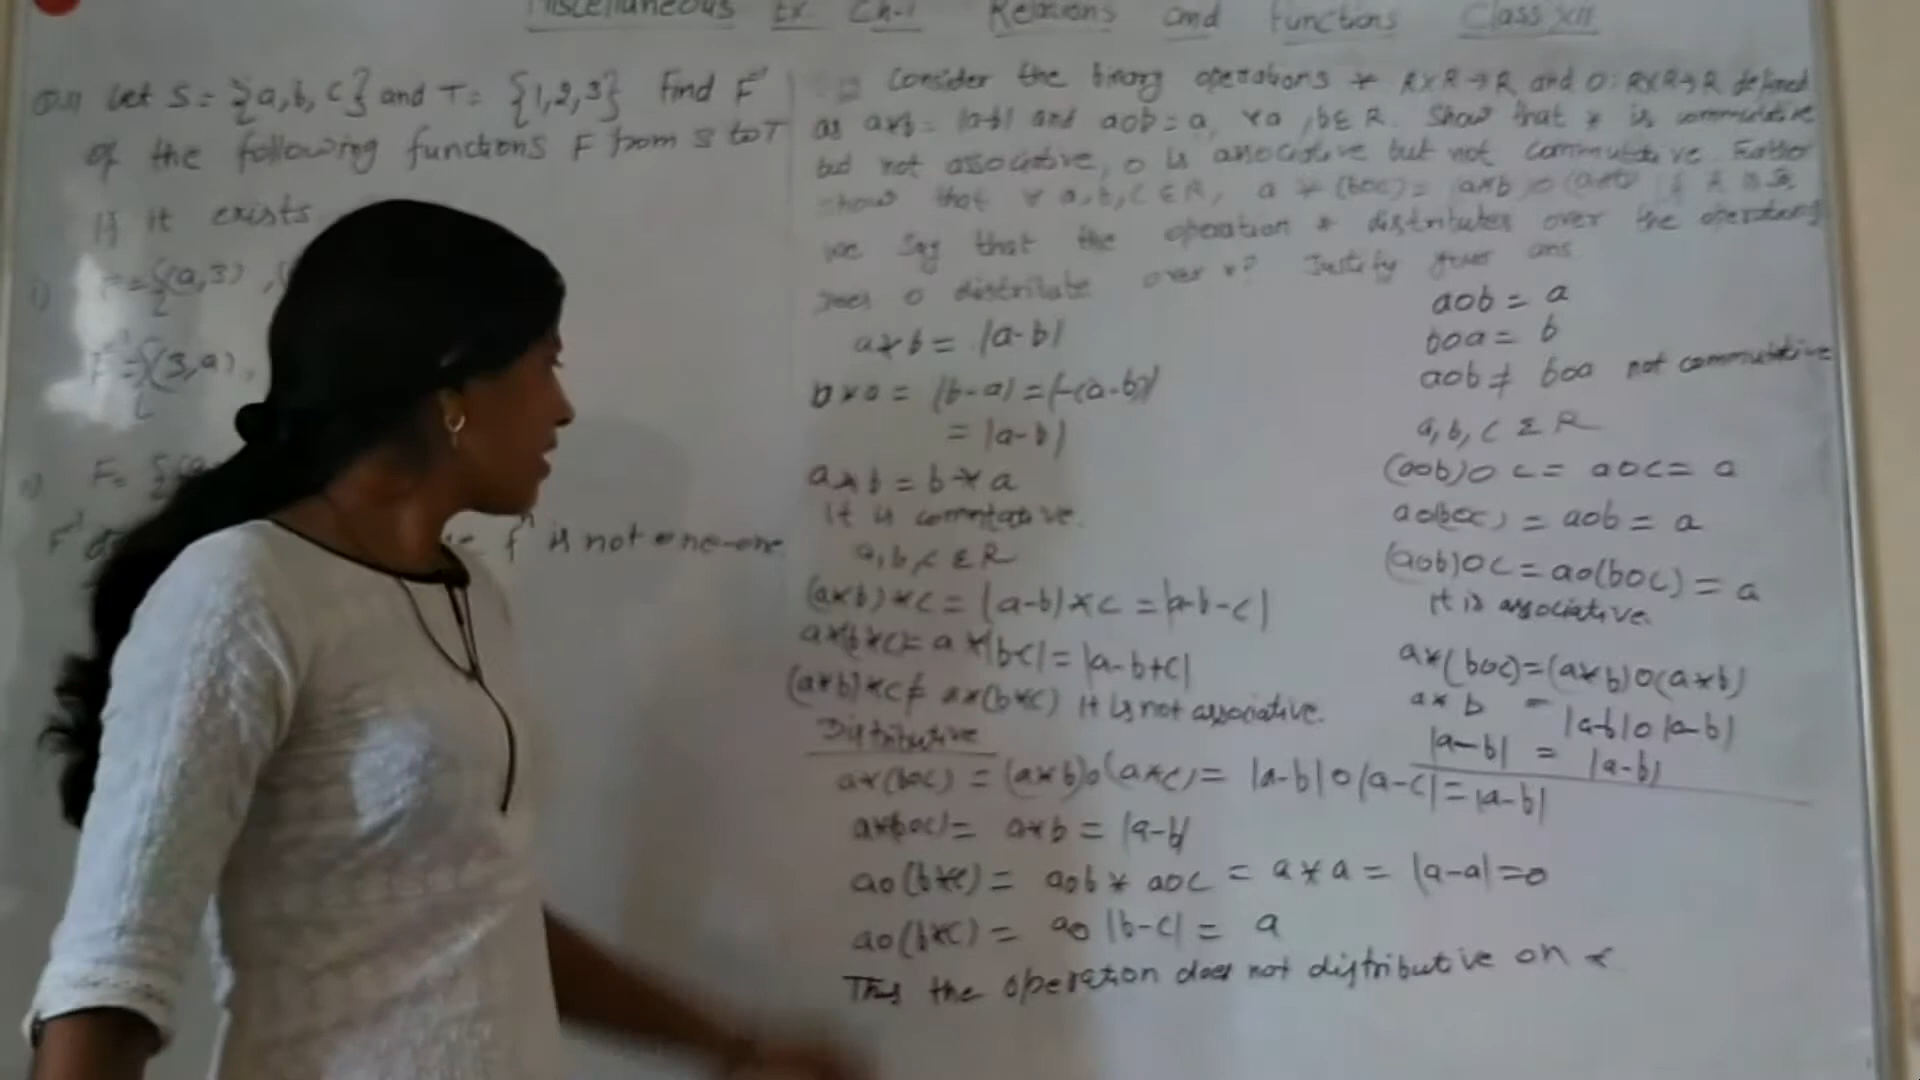 Miscellaneous Ex Ch-1 Relations and Functions Class XII
Let S = {a, b, c} and T = {1, 2, 3} Find F⁻¹
of the following functions F from S to T
if it exists
i) F = {(a, 3),
F⁻¹ = {(3, a),
F = {(a
F⁻¹ is not one-one
Consider the binary operations * R×R→R and o: R×R→R defined
as a*b = |a-b| and aob = a, ∀a, b∈R. Show that * is commutative
but not associative, o is associative but not commutative. Further
show that ∀ a, b, c ∈ R, a * (boc) = (a*b) o (a*c)
we say that the operation * distributes over the operation o
Does o distribute over *? Justify your ans.
a*b = |a-b|
b*a = |b-a| = |-(a-b)|
= |a-b|
a*b = b*a
It is commtative.
a, b, c ∈ R
(a*b)*c = |a-b|*c = |a-b-c|
a*(b*c = a*|b-c| = |a-b+c|
(a*b)*c ≠ a*(b*c) It is not associative.
Distributive
a*(boc) = (a*b)o(a*c) = |a-b|o|a-c| = |a-b|
a*(boc) = a*b = |a-b|
ao(b*c) = aob * aoc = a*a = |a-a| = 0
ao(b*c) = ao|b-c| = a
Thus the operation does not distributive on *
aob = a
boa = b
aob ≠ boa not commutative
a, b, c ∈ R
(aob)oc = aoc = a
ao(boc) = aob = a
(aob)oc = ao(boc) = a
It is associative.
a*(boc) = (a*b)o(a*b)
a*b = |a-b|o|a-b|
|a-b| = |a-b|